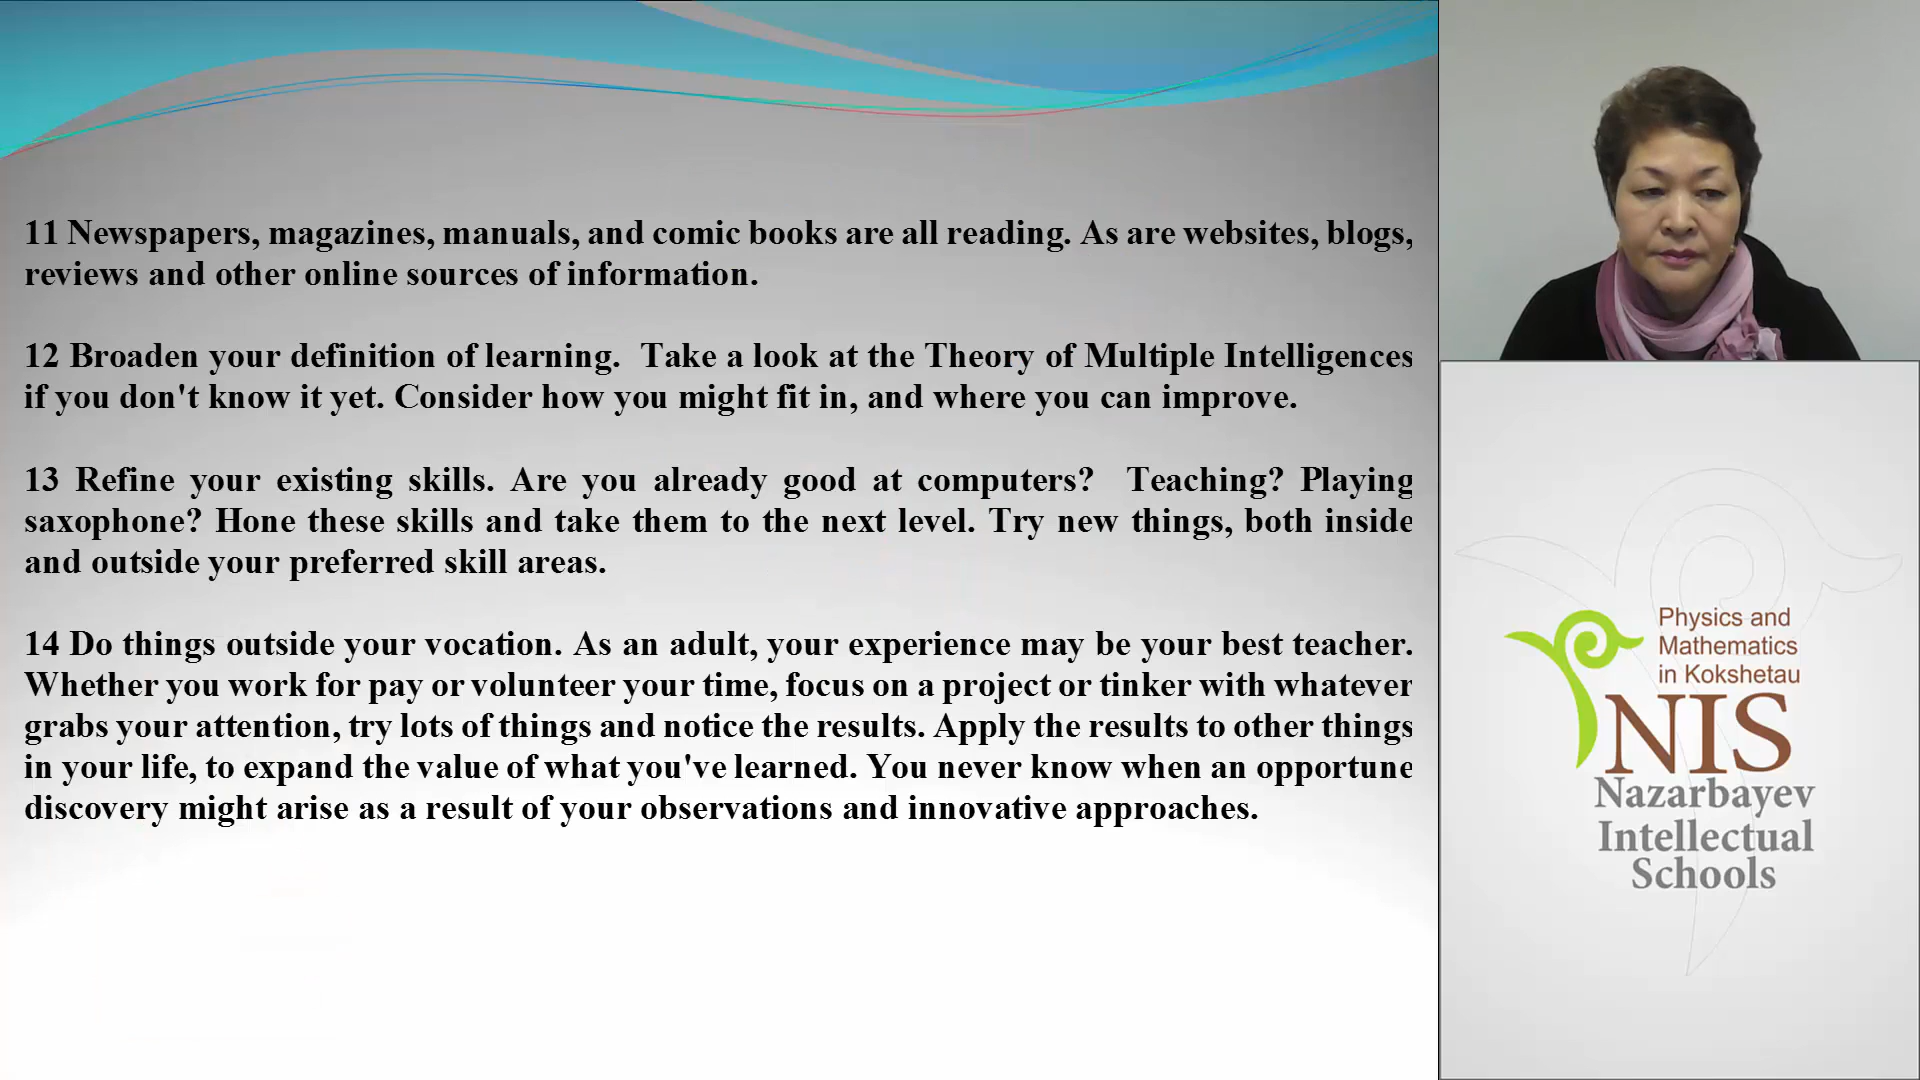 11 Newspapers, magazines, manuals, and comic books are all reading. As are websites, blogs,
reviews and other online sources of information.
12 Broaden your definition of learning.  Take a look at the Theory of Multiple Intelligences
if you don't know it yet. Consider how you might fit in, and where you can improve.
13 Refine your existing skills. Are you already good at computers?  Teaching? Playing
saxophone? Hone these skills and take them to the next level. Try new things, both inside
and outside your preferred skill areas.
14 Do things outside your vocation. As an adult, your experience may be your best teacher.
Whether you work for pay or volunteer your time, focus on a project or tinker with whatever
grabs your attention, try lots of things and notice the results. Apply the results to other things
in your life, to expand the value of what you've learned. You never know when an opportune
discovery might arise as a result of your observations and innovative approaches.
Physics and
Mathematics
in Kokshetau
NIS
Nazarbayev
Intellectual
Schools